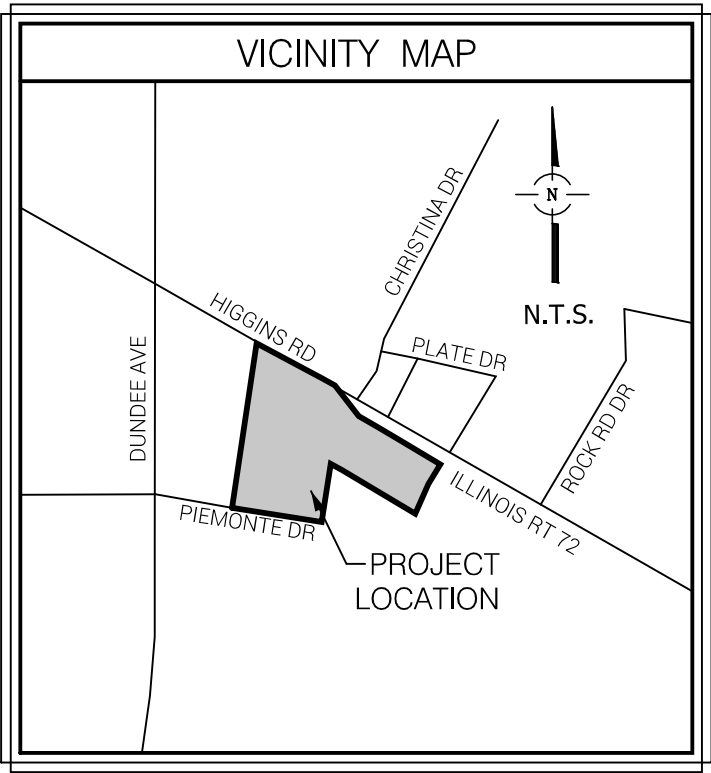 VICINITY MAP
CHRISTINA DR
N
N.T.S.
HIGGINS RD
PLATE DR
DUNDEE AVE
ROCK RD DR
ILLINOIS RT 72
PIEMONTE DR
PROJECT
LOCATION